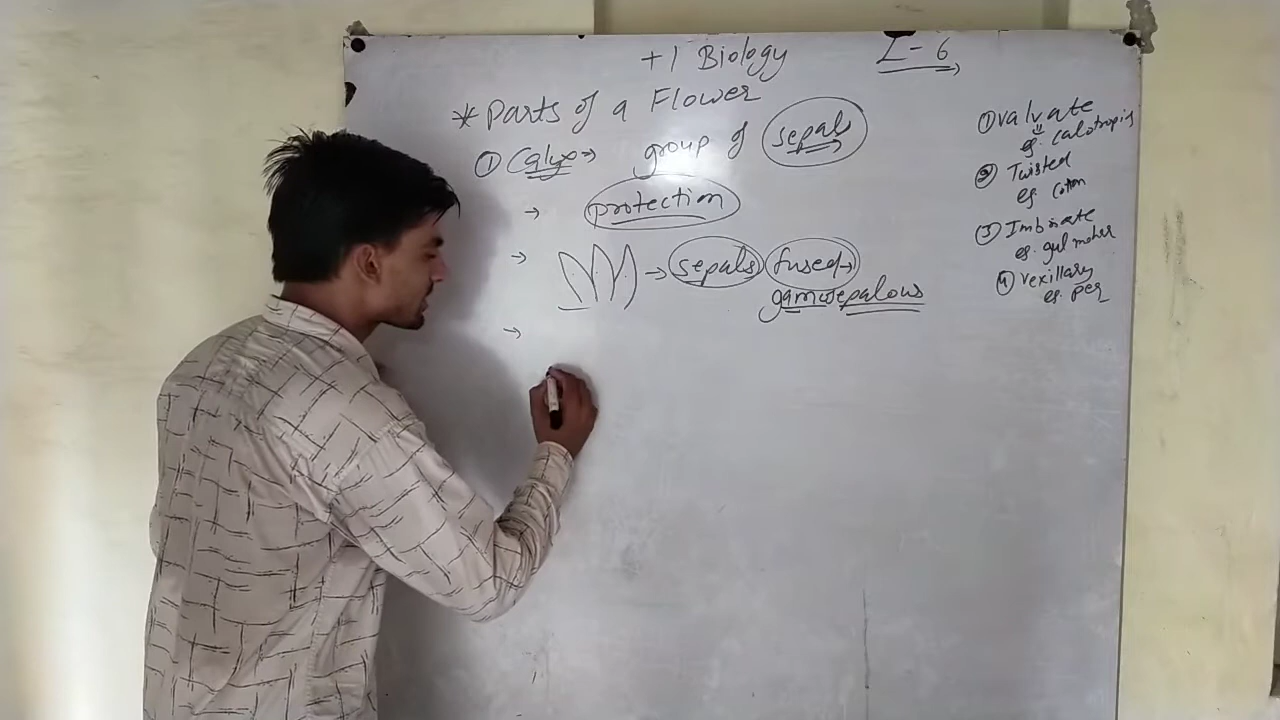 +1 Biology L-6
* Parts of a Flower
① Calyx → group of sepals
→ protection
→ → sepals fused →
gamosepalous
→
① valvate
eg. calotropis
② Twisted
eg. cotton
③ Imbricate
eg. gul mohar
④ vexillary
eg. pea